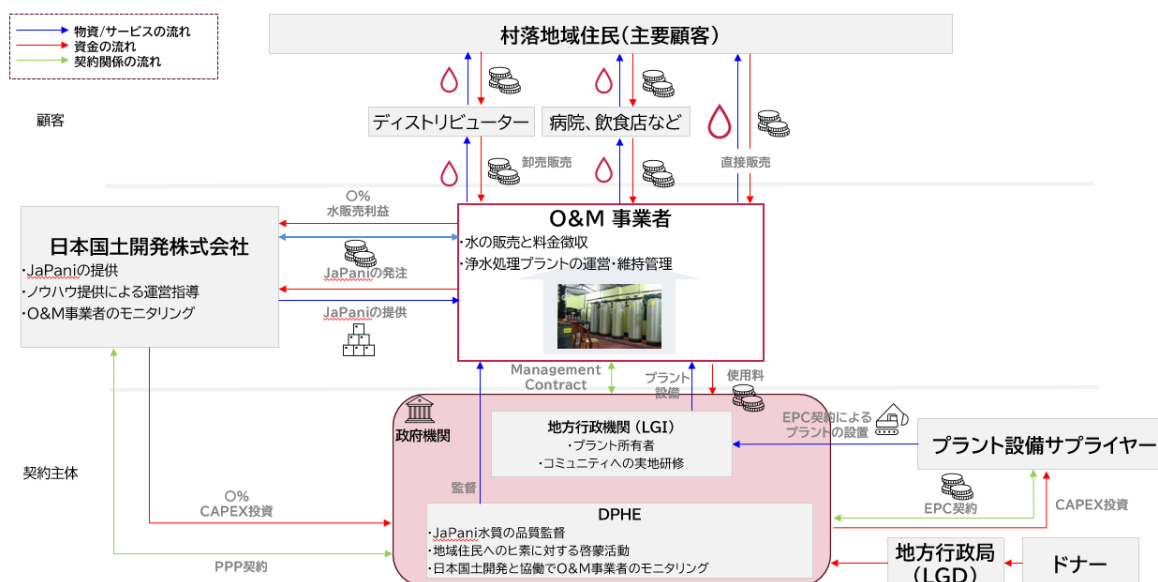 物資/サービスの流れ
資金の流れ
契約関係の流れ
村落地域住民(主要顧客)
顧客
ディストリビューター
病院、飲食店など
卸売販売
直接販売
〇%
水販売利益
日本国土開発株式会社
・JaPaniの提供
・ノウハウ提供による運営指導
・O&M事業者のモニタリング
JaPaniの発注
JaPaniの提供
O&M 事業者
・水の販売と料金徴収
・浄水処理プラントの運営・維持管理
Management
Contract
プラント
設備
使用料
政府機関
地方行政機関(LGI)
・プラント所有者
・コミュニティへの実地研修
EPC契約による
プラントの設置
プラント設備サプライヤー
契約主体
監督
〇%
CAPEX投資
DPHE
・JaPani水質の品質監督
・地域住民へのヒ素に対する啓蒙活動
・日本国土開発と協働でO&M事業者のモニタリング
EPC契約
CAPEX投資
PPP契約
地方行政局
(LGD)
ドナー